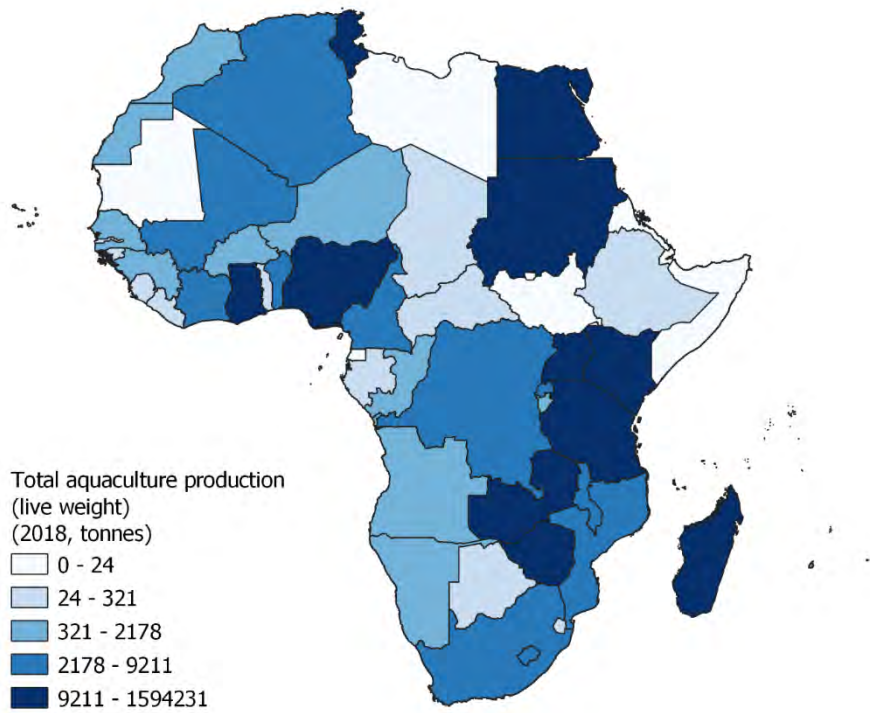 Total aquaculture production
(live weight)
(2018, tonnes)
0 - 24
24 - 321
321 - 2178
2178 - 9211
9211 - 1594231